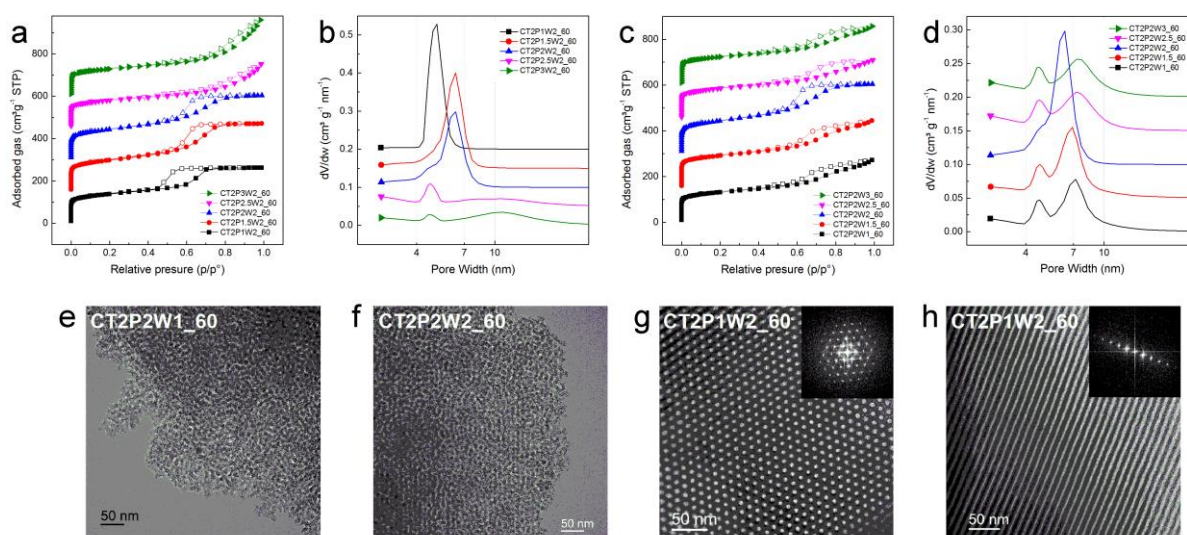 a
Adsorbed gas (cm³g⁻¹ STP)
800
600
400
200
0
CT2P3W2_60
CT2P2.5W2_60
CT2P2W2_60
CT2P1.5W2_60
CT2P1W2_60
0.0 0.2 0.4 0.6 0.8 1.0
Relative presure (p/p°)
b
dV/dw (cm³ g⁻¹ nm⁻¹)
0.5
0.4
0.3
0.2
0.1
0.0
CT2P1W2_60
CT2P1.5W2_60
CT2P2W2_60
CT2P2.5W2_60
CT2P3W2_60
4 7 10
Pore Width (nm)
c
Adsorbed gas (cm³g⁻¹ STP)
800
600
400
200
0
CT2P2W3_60
CT2P2W2.5_60
CT2P2W2_60
CT2P2W1.5_60
CT2P2W1_60
0.0 0.2 0.4 0.6 0.8 1.0
Relative presure (p/p°)
d
dV/dw (cm³ g⁻¹ nm⁻¹)
0.30
0.25
0.20
0.15
0.10
0.05
0.00
CT2P2W3_60
CT2P2W2.5_60
CT2P2W2_60
CT2P2W1.5_60
CT2P2W1_60
4 7 10
Pore Width (nm)
e CT2P2W1_60
50 nm
f CT2P2W2_60
50 nm
g CT2P1W2_60
50 nm
h CT2P1W2_60
50 nm